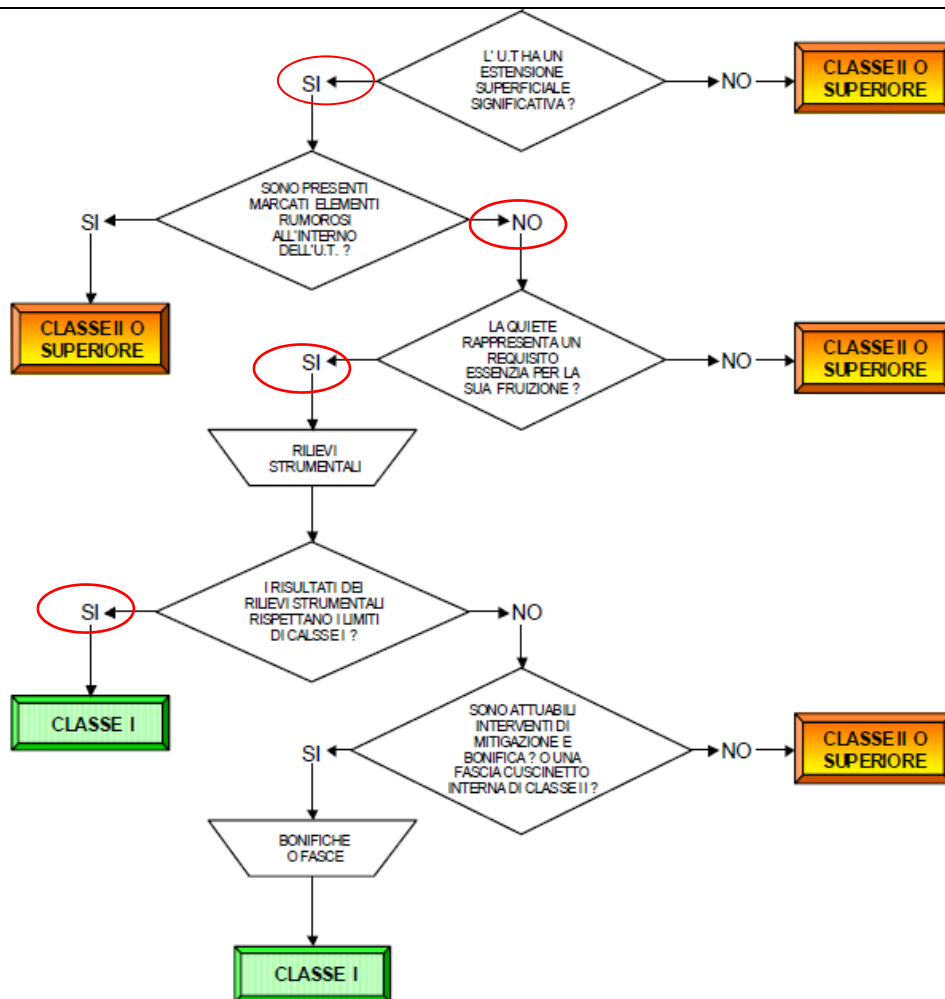 L' U.T HA UN
ESTENSIONE
SUPERFICIALE
SIGNIFICATIVA ?
SI
NO
CLASSE II O
SUPERIORE
SONO PRESENTI
MARCATI ELEMENTI
RUMOROSI
ALL'INTERNO
DELL'U.T. ?
SI
NO
CLASSE II O
SUPERIORE
LA QUIETE
RAPPRESENTA UN
REQUISITO
ESSENZIA PER LA
SUA FRUIZIONE ?
SI
NO
CLASSE II O
SUPERIORE
RILIEVI
STRUMENTALI
I RISULTATI DEI
RILIEVI STRUMENTALI
RISPETTANO I LIMITI
DI CALSSE I ?
SI
NO
CLASSE I
SONO ATTUABILI
INTERVENTI DI
MITIGAZIONE E
BONIFICA ? O UNA
FASCIA CUSCINETTO
INTERNA DI CLASSE II ?
SI
NO
CLASSE II O
SUPERIORE
BONIFICHE
O FASCE
CLASSE I